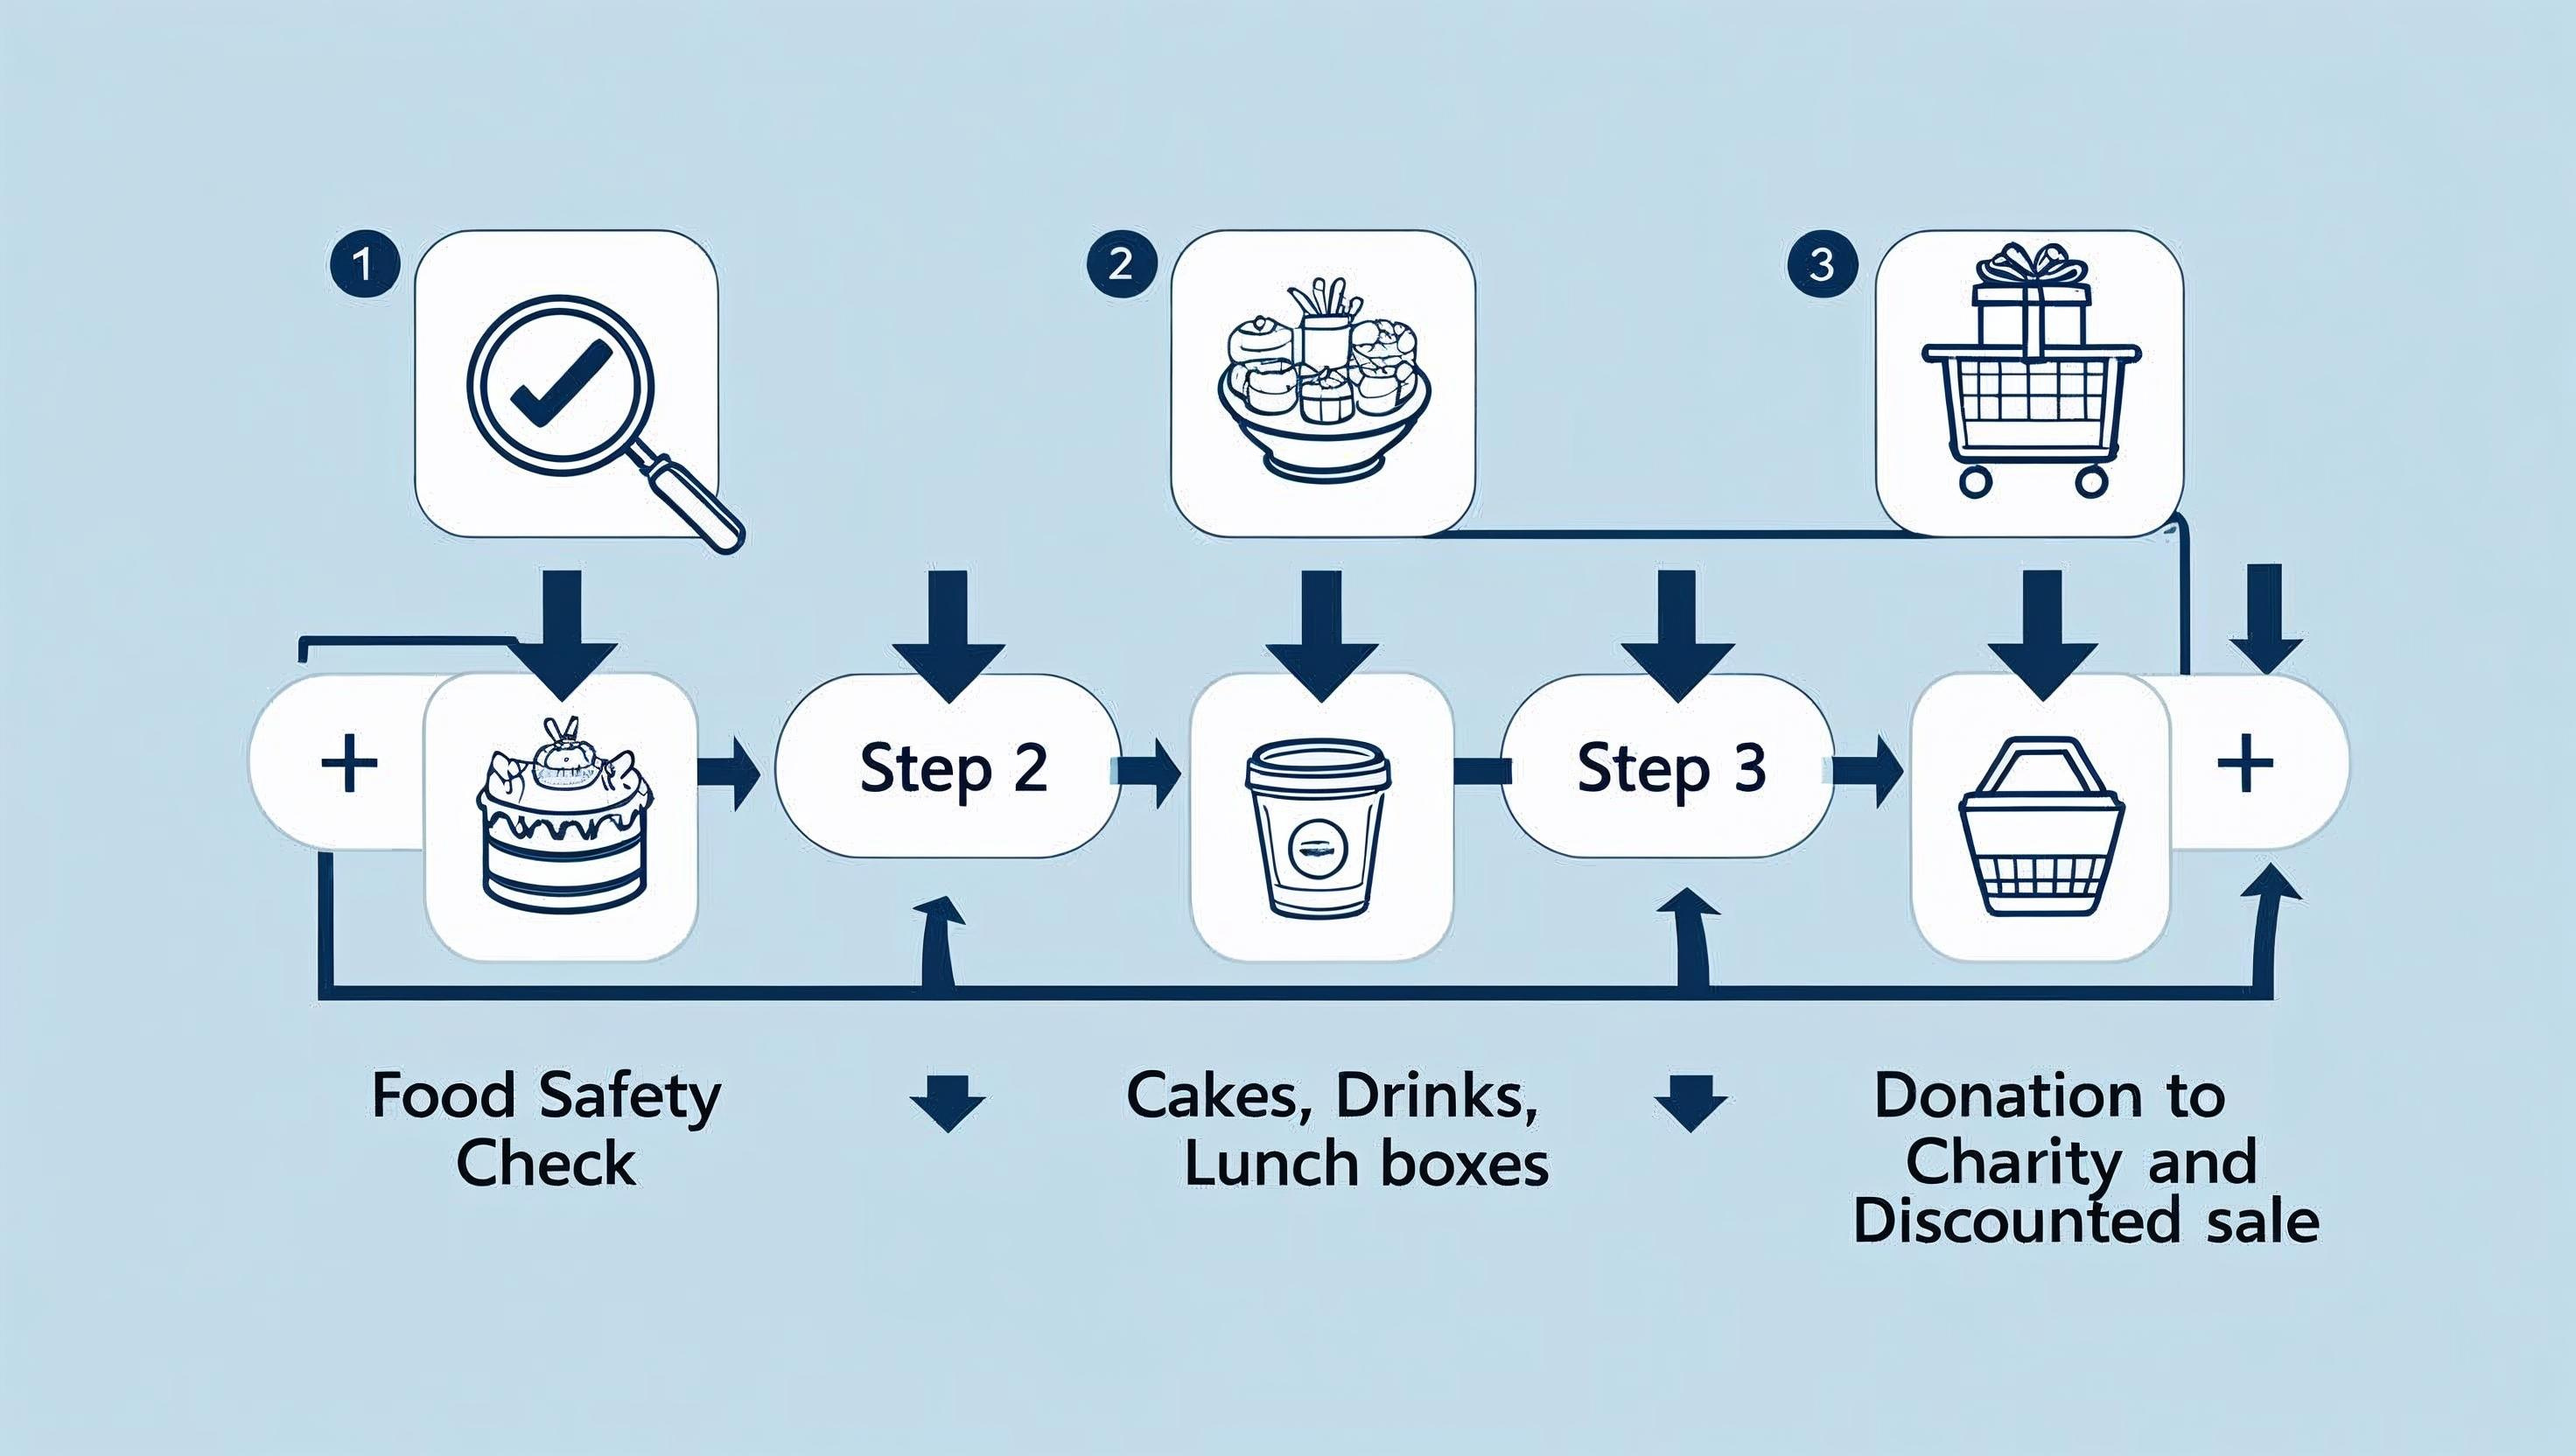 1
2
3
+
Step 2
Step 3
+
Food Safety
Check
Cakes, Drinks,
Lunch boxes
Donation to
Charity and
Discounted sale